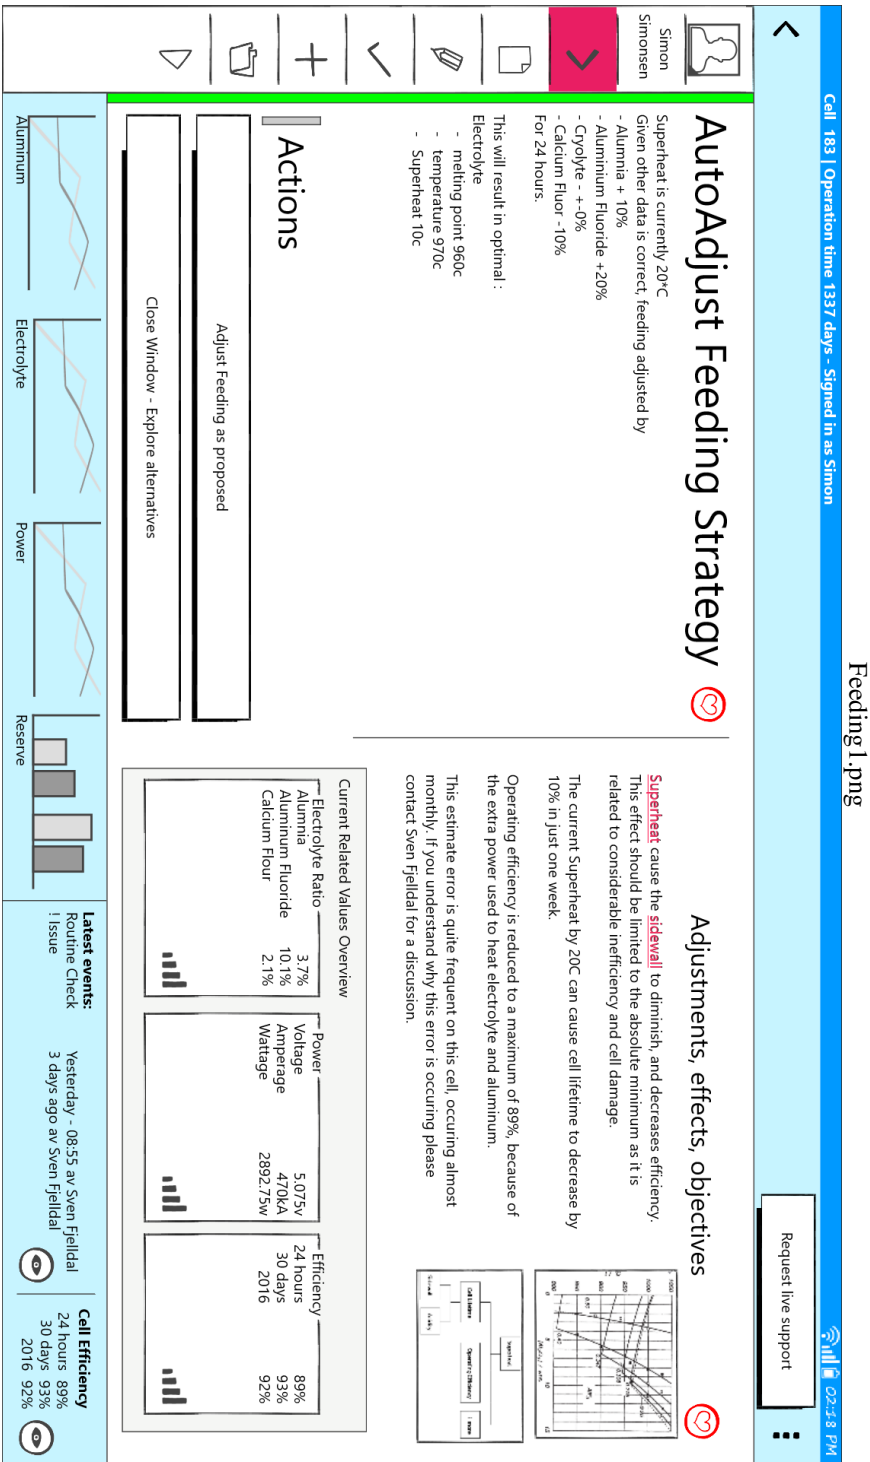 Feeding1.png
Cell 183 | Operation time 1337 days - Signed in as Simon
02:18 PM
Request live support
Simon
Simonsen
AutoAdjust Feeding Strategy
Superheat is currently 20*C
Given other data is correct, feeding adjusted by
- Alumnia + 10%
- Aluminium Fluoride +20%
- Cryolyte - +-0%
- Calcium Fluor -10%
For 24 hours.
This will result in optimal :
Electrolyte
- melting point 960c
- temperature 970c
- Superheat 10c
Actions
Adjust Feeding as proposed
Close Window - Explore alternatives
Adjustments, effects, objectives
Superheat cause the sidewall to diminish, and decreases efficiency.
This effect should be limited to the absolute minimum as it is
related to considerable inefficiency and cell damage.
The current Superheat by 20C can cause cell lifetime to decrease by
10% in just one week.
Operating efficiency is reduced to a maximum of 89%, because of
the extra power used to heat electrolyte and aluminum.
This estimate error is quite frequent on this cell, occuring almost
monthly. If you understand why this error is occuring please
contact Sven Fjelldal for a discussion.
Superheat
Cell Lifetime
Operating Efficiency
Sidewall
Current Related Values Overview
Electrolyte Ratio
Alumnia 3.7%
Aluminum Fluoride 10.1%
Calcium Flour 2.1%
Power
Voltage 5.075v
Amperage 470kA
Wattage 2892.75w
Efficiency
24 hours 89%
30 days 93%
2016 92%
Aluminum
Electrolyte
Power
Reserve
Latest events:
Routine Check Yesterday - 08:55 av Sven Fjelldal
! Issue 3 days ago av Sven Fjelldal
Cell Efficiency
24 hours 89%
30 days 93%
2016 92%